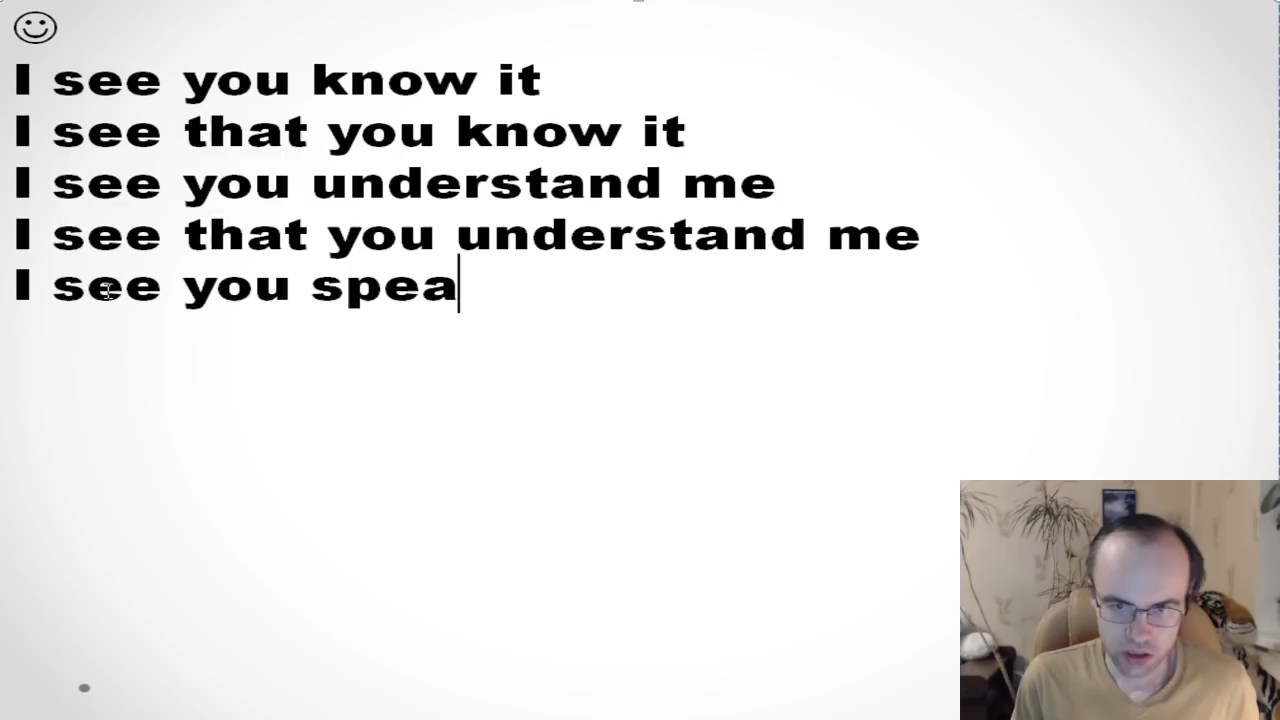 I see you know it
I see that you know it
I see you understand me
I see that you understand me
I see you spea